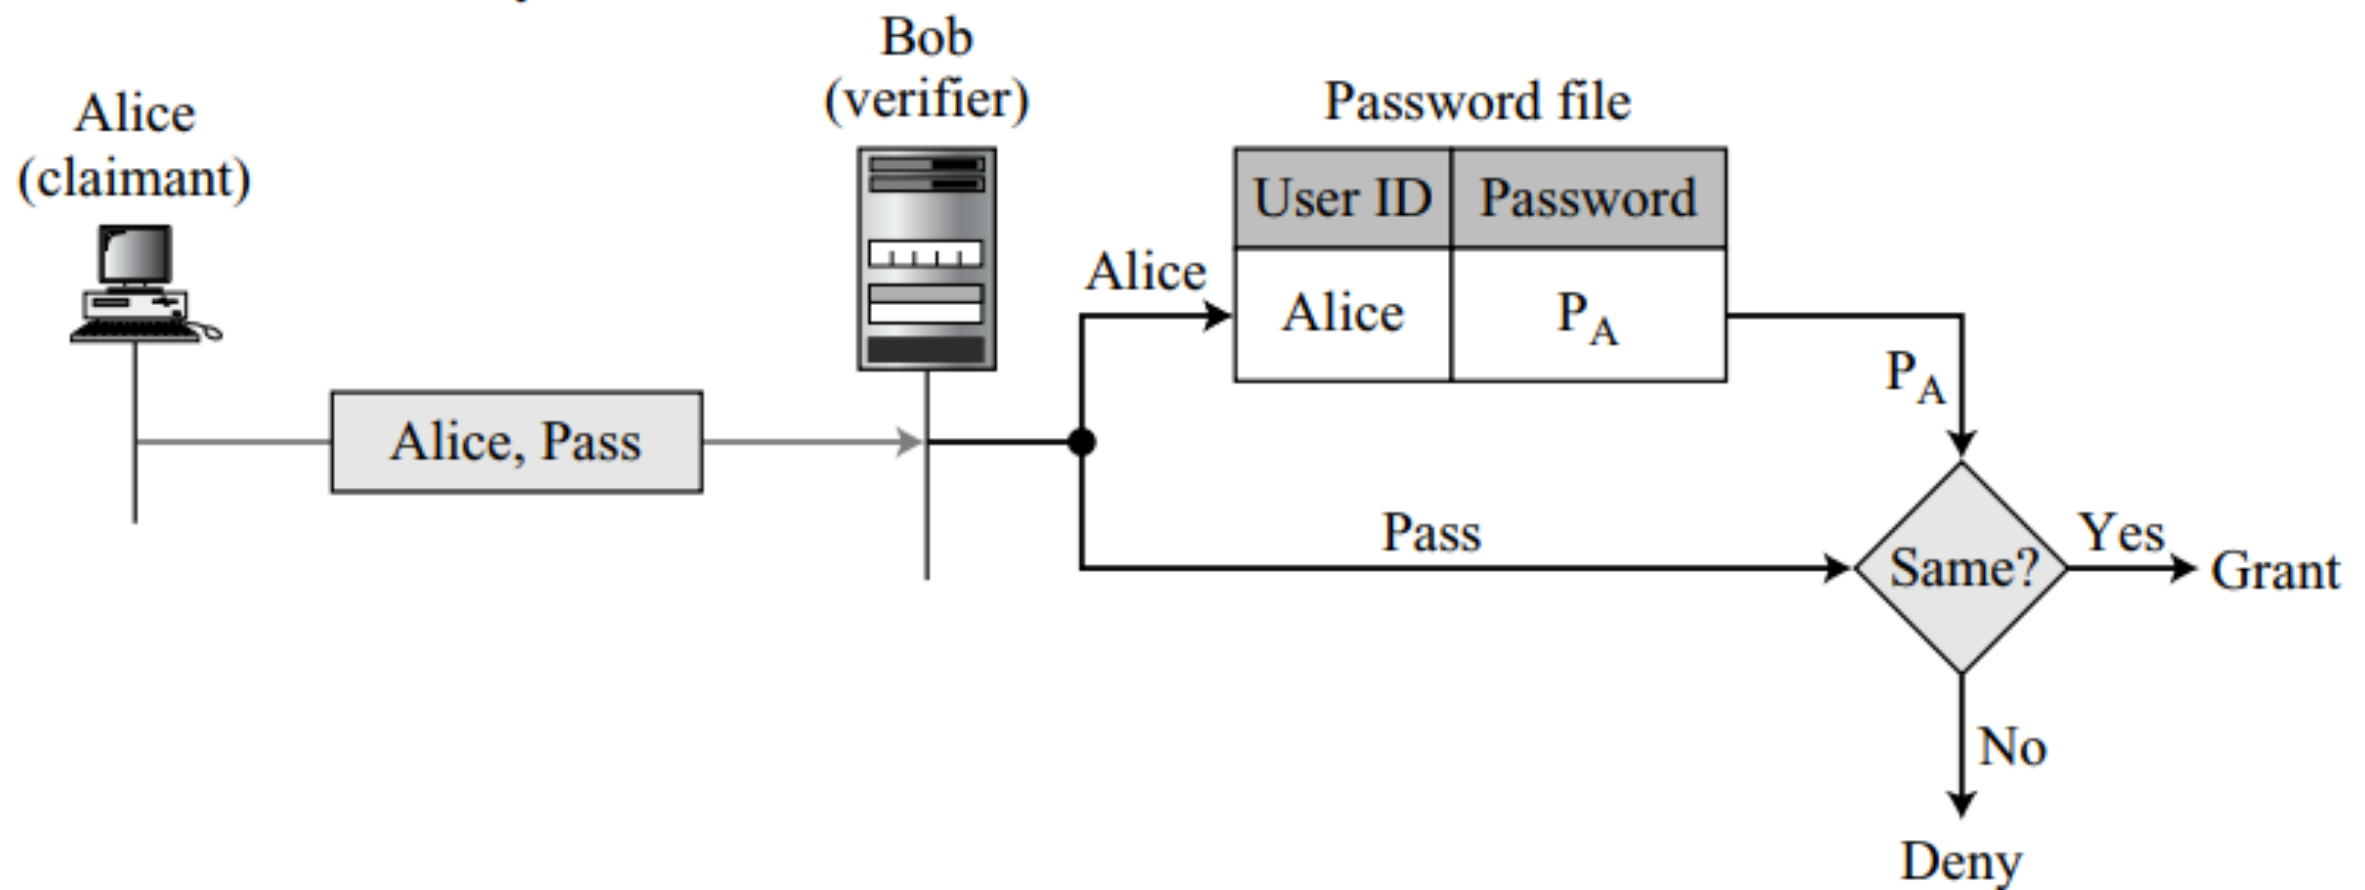 Bob
(verifier)
Alice
(claimant)
Password file
User ID Password
Alice
Alice P_A
P_A
Alice, Pass
Pass
Same?
Yes
Grant
No
Deny